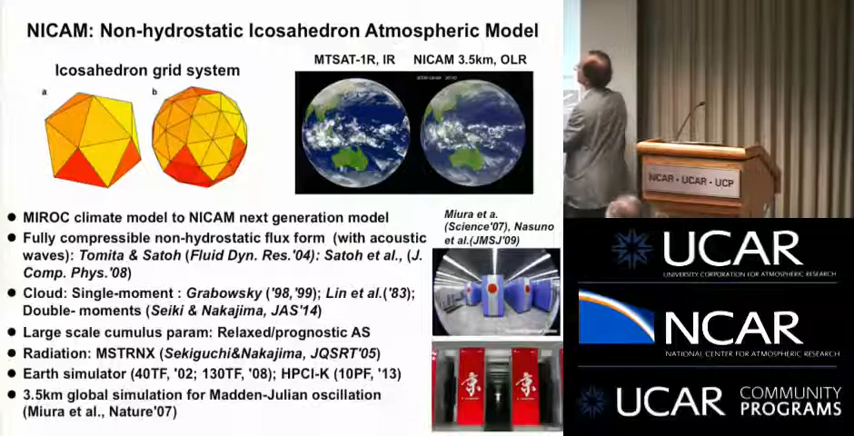 NICAM: Non-hydrostatic Icosahedron Atmospheric Model
Icosahedron grid system
a
b
MTSAT-1R, IR
NICAM 3.5km, OLR
● MIROC climate model to NICAM next generation model
● Fully compressible non-hydrostatic flux form (with acoustic
waves): Tomita & Satoh (Fluid Dyn. Res.'04): Satoh et al., (J.
Comp. Phys.'08)
● Cloud: Single-moment : Grabowsky ('98,'99); Lin et al.('83);
Double- moments (Seiki & Nakajima, JAS'14)
● Large scale cumulus param: Relaxed/prognostic AS
● Radiation: MSTRNX (Sekiguchi&Nakajima, JQSRT'05)
● Earth simulator (40TF, '02; 130TF, '08); HPCI-K (10PF, '13)
● 3.5km global simulation for Madden-Julian oscillation
(Miura et al., Nature'07)
Miura et a.
(Science'07), Nasuno
et al.(JMSJ'09)
京
京
NCAR • UCAR • UCP
UCAR
UNIVERSITY CORPORATION FOR ATMOSPHERIC RESEARCH
NCAR
NATIONAL CENTER FOR ATMOSPHERIC RESEARCH
UCAR COMMUNITY
PROGRAMS